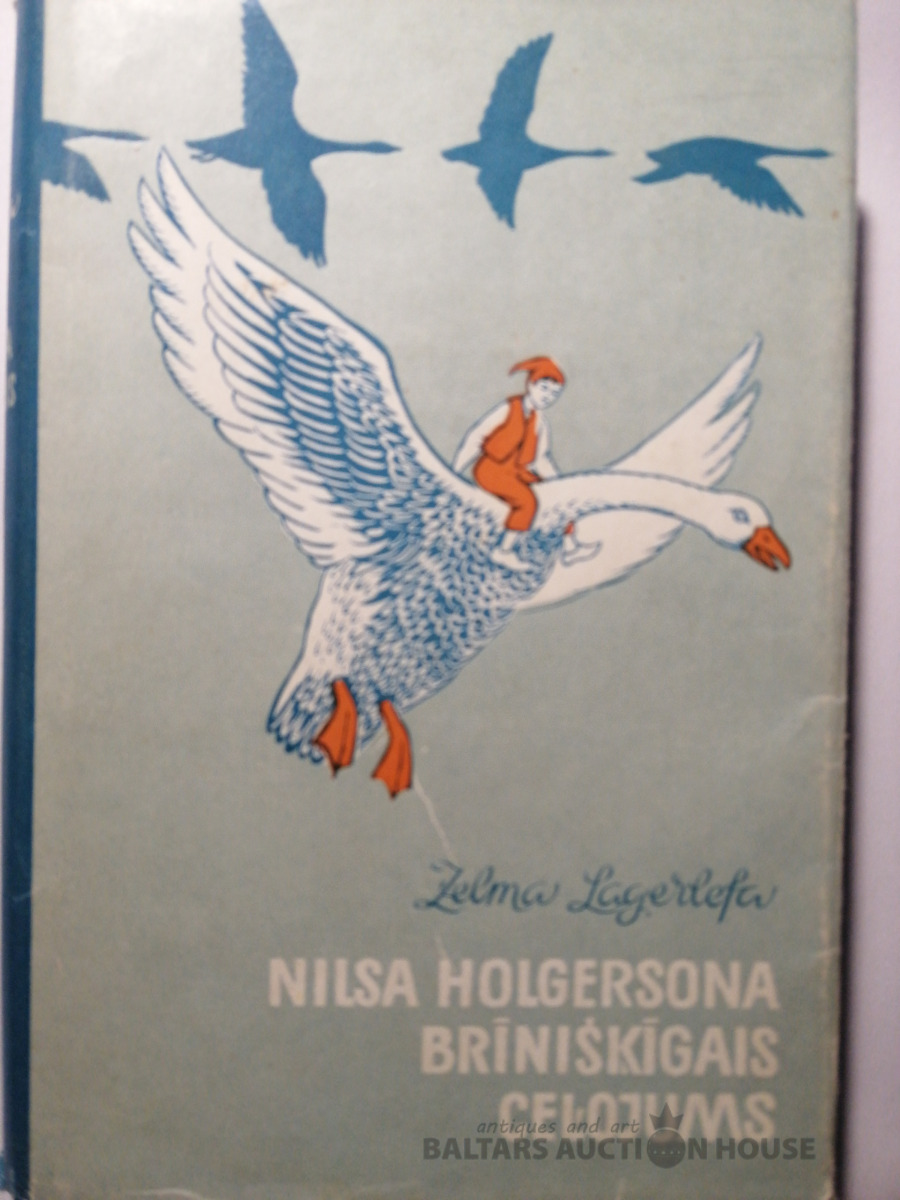 Zelma Lagerlefa
NILSA HOLGERSONA
BRĪNIŠĶĪGAIS
CEĻOJUMS
antiques and art
BALTARS AUCTION HOUSE